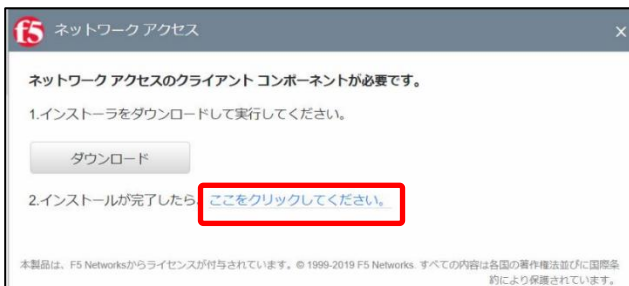 f5 ネットワーク アクセス ×
ネットワーク アクセスのクライアント コンポーネントが必要です。
1.インストーラをダウンロードして実行してください。
ダウンロード
2.インストールが完了したら、ここをクリックしてください。
本製品は、F5 Networksからライセンスが付与されています。© 1999-2019 F5 Networks. すべての内容は各国の著作権法並びに国際条
約により保護されています。